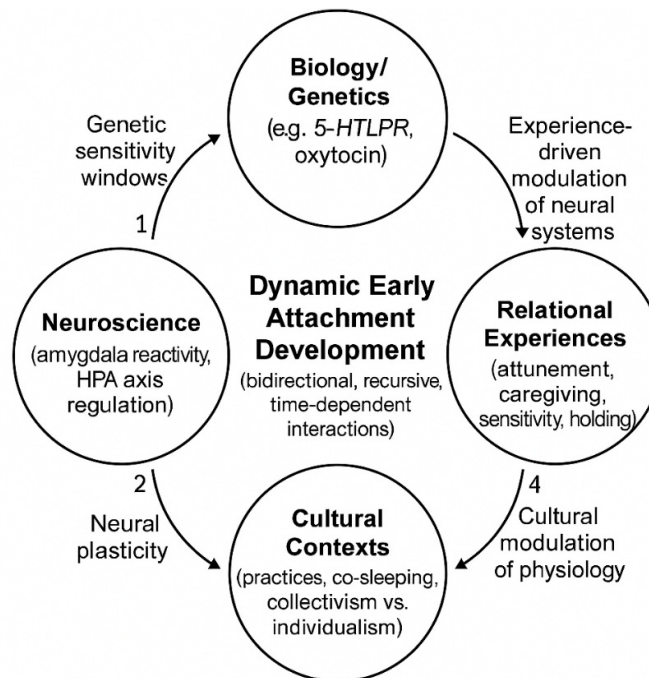 Biology/
Genetics
(e.g. 5-HTLPR,
oxytocin)
Genetic
sensitivity
windows
1
Experience-
driven
modulation
of neural
systems
Neuroscience
(amygdala reactivity,
HPA axis
regulation)
Dynamic Early
Attachment
Development
(bidirectional, recursive,
time-dependent
interactions)
Relational
Experiences
(attunement,
caregiving,
sensitivity, holding)
2
Neural
plasticity
4
Cultural
modulation
of physiology
Cultural
Contexts
(practices, co-sleeping,
collectivism vs.
individualism)